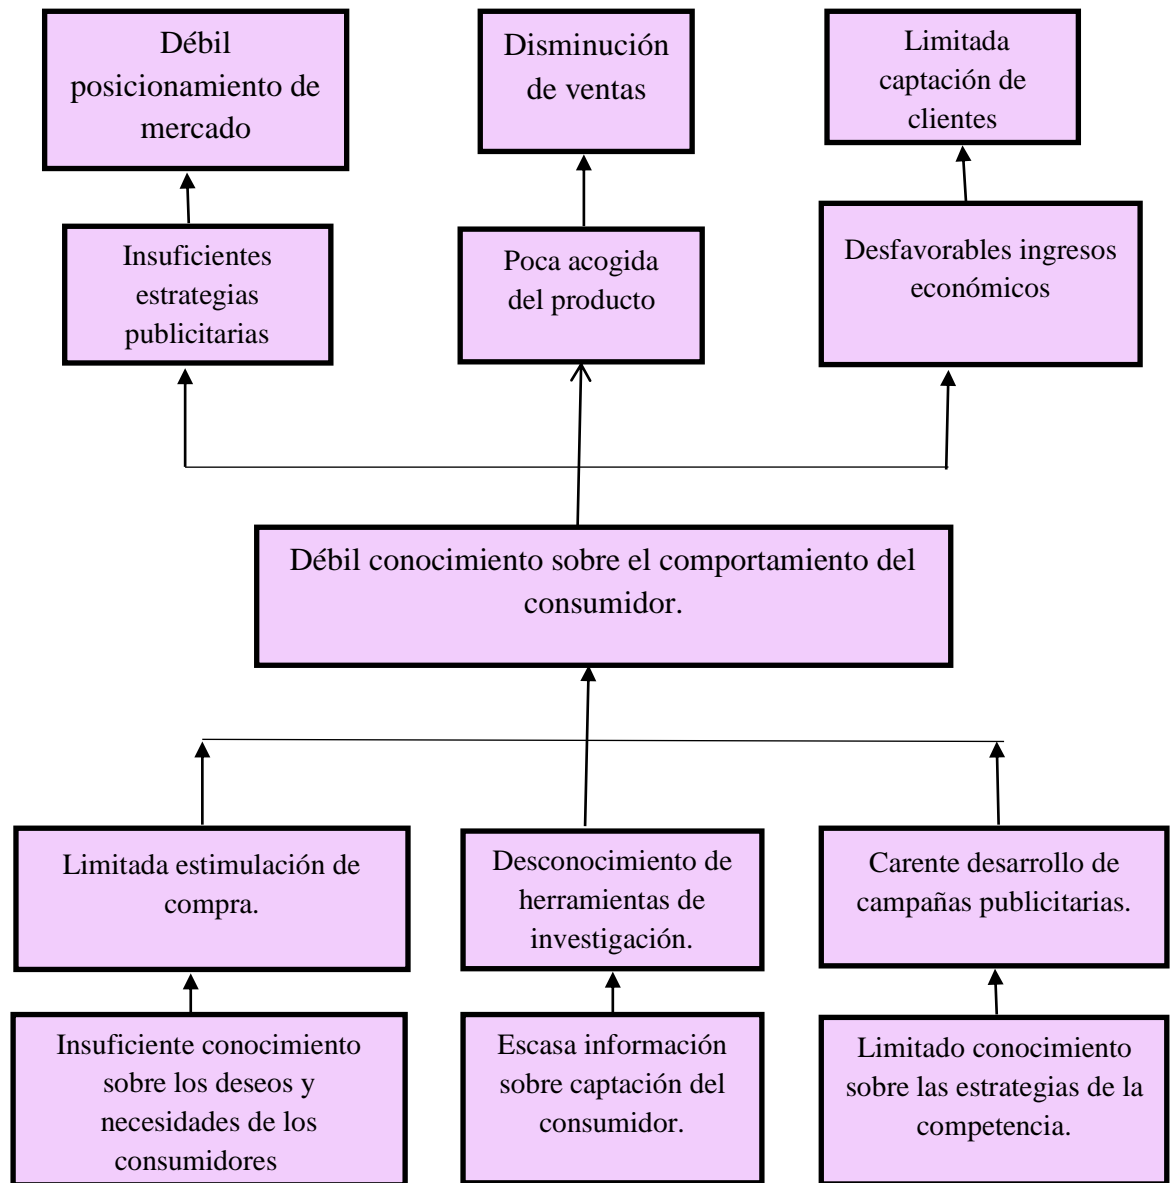 Débil
posicionamiento de
mercado
Disminución
de ventas
Limitada
captación de
clientes
Insuficientes
estrategias
publicitarias
Poca acogida
del producto
Desfavorables ingresos
económicos
Débil conocimiento sobre el comportamiento del
consumidor.
Limitada estimulación de
compra.
Desconocimiento de
herramientas de
investigación.
Carente desarrollo de
campañas publicitarias.
Insuficiente conocimiento
sobre los deseos y
necesidades de los
consumidores
Escasa información
sobre captación del
consumidor.
Limitado conocimiento
sobre las estrategias de la
competencia.